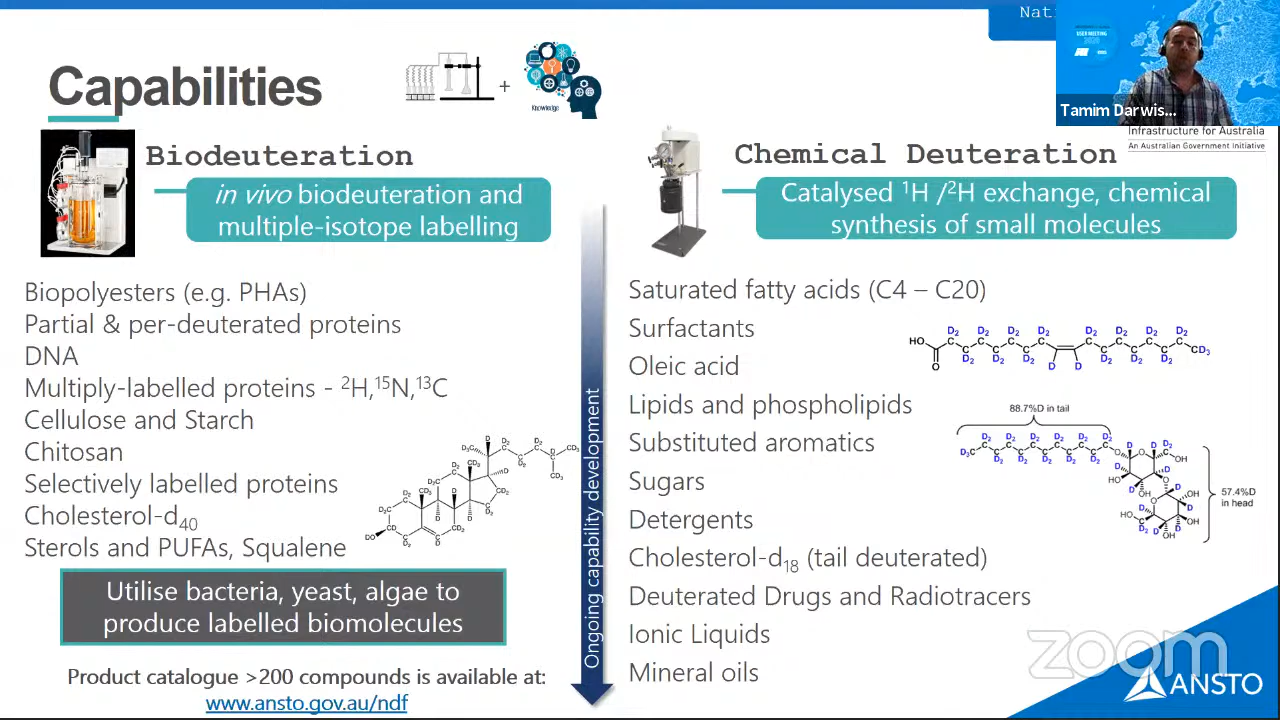 Nati
USER MEETING
2020
Tamim Darwis...
Infrastructure for Australia
An Australian Government Initiative
Capabilities
+
Knowledge
Biodeuteration
in vivo biodeuteration and
multiple-isotope labelling
Biopolyesters (e.g. PHAs)
Partial & per-deuterated proteins
DNA
Multiply-labelled proteins - ²H,¹⁵N,¹³C
Cellulose and Starch
Chitosan
Selectively labelled proteins
Cholesterol-d₄₀
Sterols and PUFAs, Squalene
Utilise bacteria, yeast, algae to
produce labelled biomolecules
Product catalogue >200 compounds is available at:
www.ansto.gov.au/ndf
Ongoing capability development
Chemical Deuteration
Catalysed ¹H /²H exchange, chemical
synthesis of small molecules
Saturated fatty acids (C4 – C20)
Surfactants
Oleic acid
Lipids and phospholipids
Substituted aromatics
Sugars
Detergents
Cholesterol-d₁₈ (tail deuterated)
Deuterated Drugs and Radiotracers
Ionic Liquids
Mineral oils
88.7%D in tail
57.4%D
in head
zoom
ANSTO